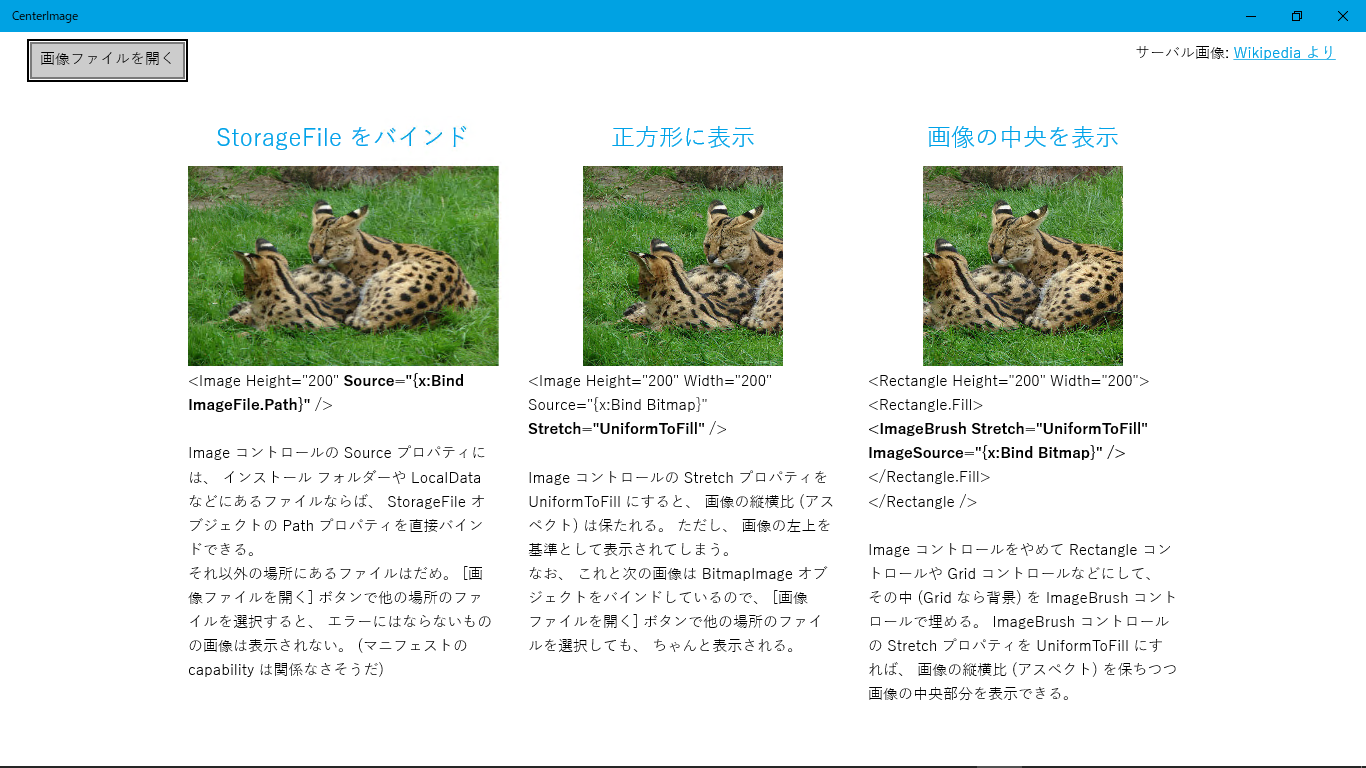 CenterImage
画像ファイルを開く
サーバル画像: Wikipedia より
StorageFile をバインド
<Image Height="200" Source="{x:Bind
ImageFile.Path}" />
Image コントロールの Source プロパティに
は、 インストール フォルダーや LocalData
などにあるファイルならば、 StorageFile オ
ブジェクトの Path プロパティを直接バイン
ドできる。
それ以外の場所にあるファイルはだめ。 [画
像ファイルを開く] ボタンで他の場所のファ
イルを選択すると、 エラーにはならないもの
の画像は表示されない。 (マニフェストの
capability は関係なさそうだ)
正方形に表示
<Image Height="200" Width="200"
Source="{x:Bind Bitmap}"
Stretch="UniformToFill" />
Image コントロールの Stretch プロパティを
UniformToFill にすると、 画像の縦横比 (アス
ペクト) は保たれる。 ただし、 画像の左上を
基準として表示されてしまう。
なお、 これと次の画像は BitmapImage オブ
ジェクトをバインドしているので、 [画像
ファイルを開く] ボタンで他の場所のファイ
ルを選択しても、 ちゃんと表示される。
画像の中央を表示
<Rectangle Height="200" Width="200">
<Rectangle.Fill>
<ImageBrush Stretch="UniformToFill"
ImageSource="{x:Bind Bitmap}" />
</Rectangle.Fill>
</Rectangle />
Image コントロールをやめて Rectangle コン
トロールや Grid コントロールなどにして、
その中 (Grid なら背景) を ImageBrush コント
ロールで埋める。 ImageBrush コントロール
の Stretch プロパティを UniformToFill にす
れば、 画像の縦横比 (アスペクト) を保ちつつ
画像の中央部分を表示できる。